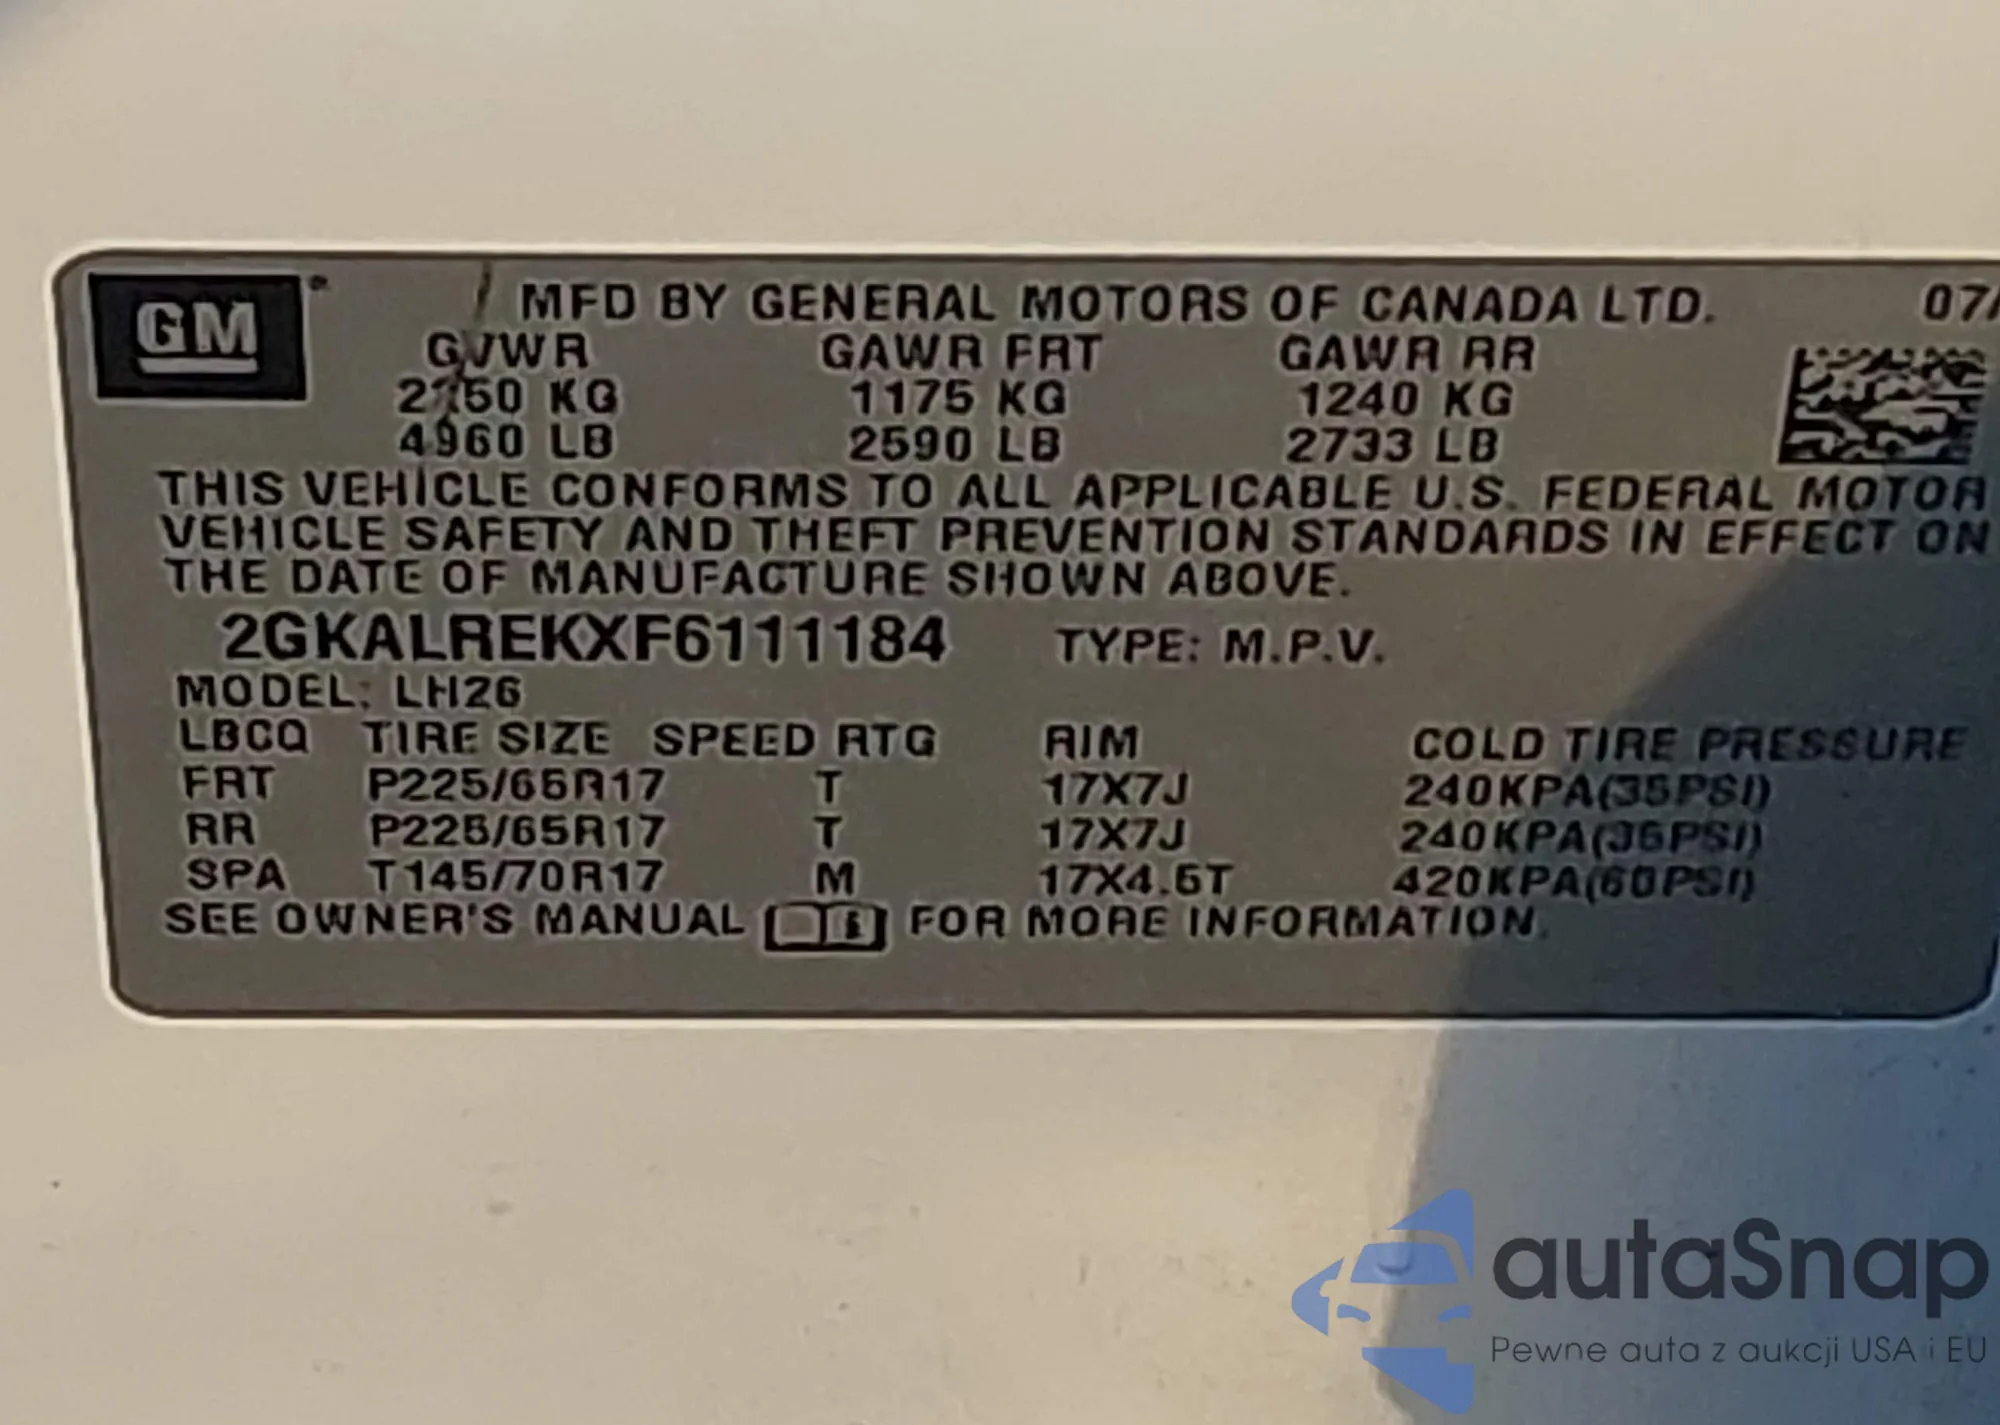 GM
MFD BY GENERAL MOTORS OF CANADA LTD. 07/
GVWR GAWR FRT GAWR RR
2250 KG 1175 KG 1240 KG
4960 LB 2590 LB 2733 LB
THIS VEHICLE CONFORMS TO ALL APPLICABLE U.S. FEDERAL MOTOR
VEHICLE SAFETY AND THEFT PREVENTION STANDARDS IN EFFECT ON
THE DATE OF MANUFACTURE SHOWN ABOVE.
2GKALREKXF6111184 TYPE: M.P.V.
MODEL: LH26
TIRE SIZE SPEED RTG RIM COLD TIRE PRESSURE
FRT P225/65R17 T 17X7J 240KPA(35PSI)
RR P225/65R17 T 17X7J 240KPA(35PSI)
SPA T145/70R17 M 17X4.5T 420KPA(60PSI)
SEE OWNER'S MANUAL FOR MORE INFORMATION.
autaSnap
Pewne auta z aukcji USA i EU